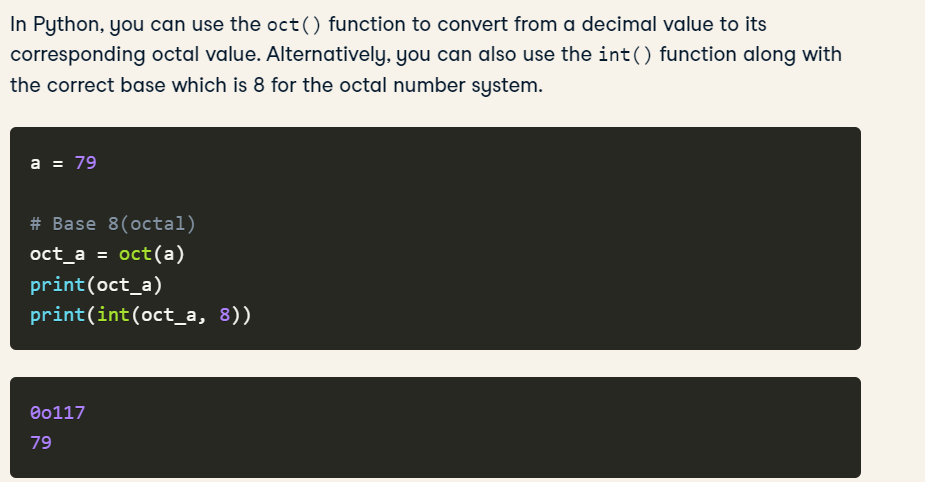 In Python, you can use the oct() function to convert from a decimal value to its
corresponding octal value. Alternatively, you can also use the int() function along with
the correct base which is 8 for the octal number system.
a = 79
# Base 8(octal)
oct_a = oct(a)
print(oct_a)
print(int(oct_a, 8))
0o117
79